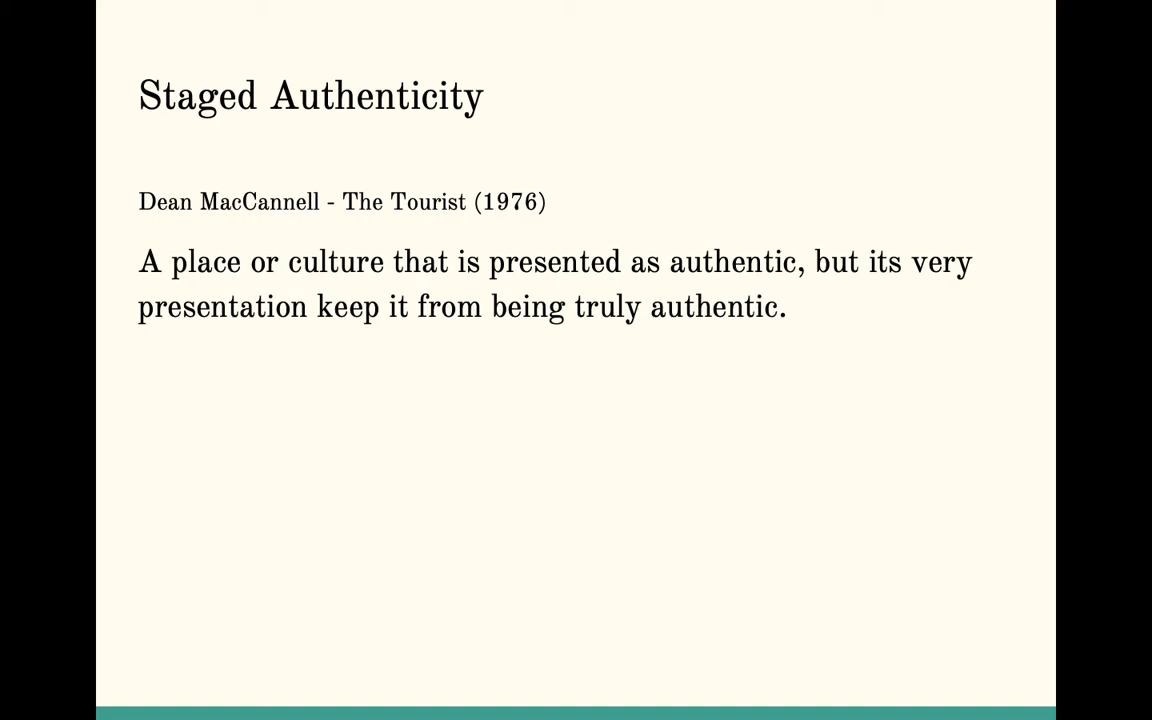 Staged Authenticity
Dean MacCannell - The Tourist (1976)
A place or culture that is presented as authentic, but its very
presentation keep it from being truly authentic.